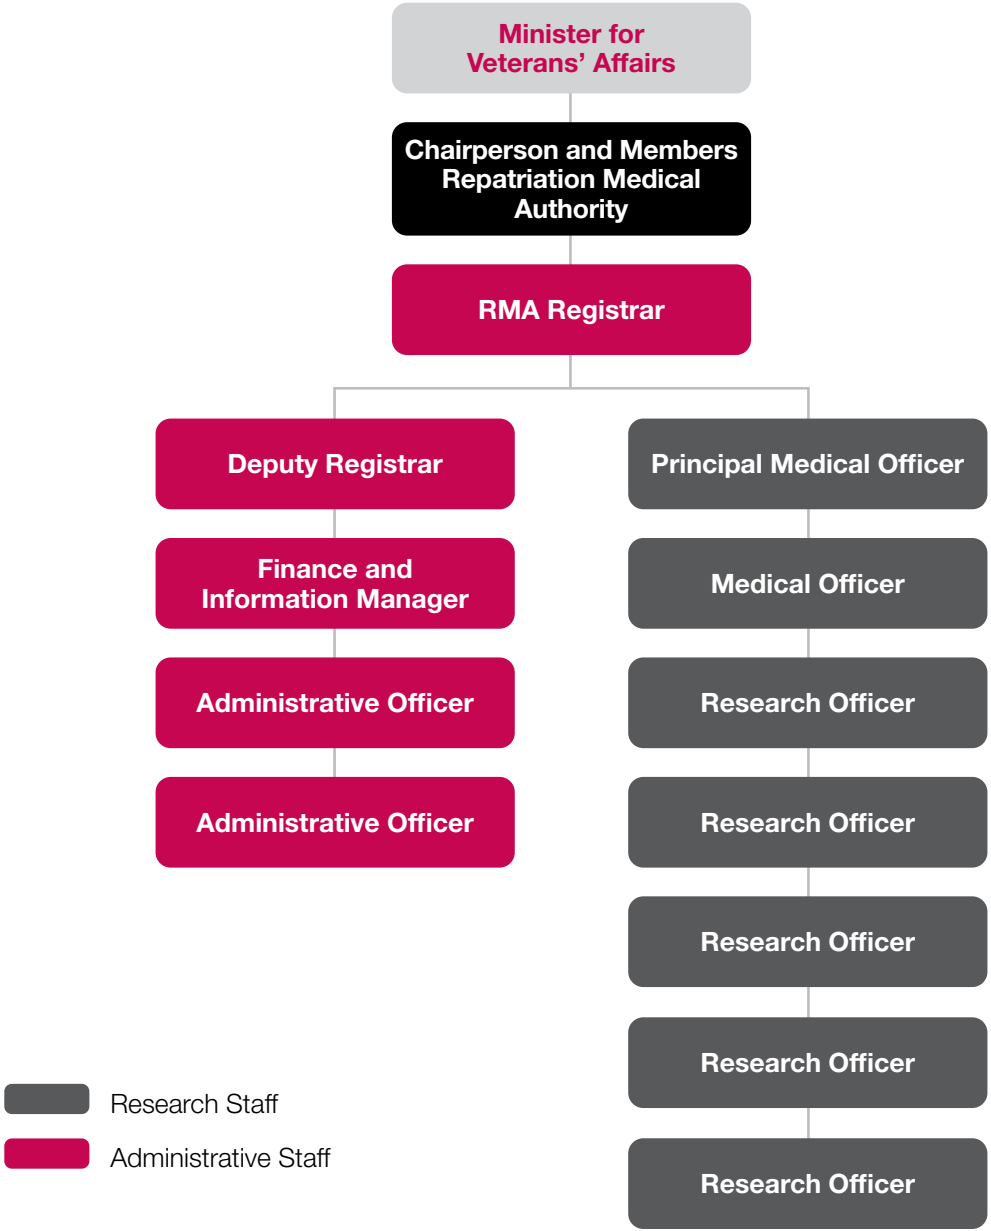 Minister for
Veterans’ Affairs
Chairperson and Members
Repatriation Medical
Authority
RMA Registrar
Deputy Registrar
Finance and
Information Manager
Administrative Officer
Administrative Officer
Principal Medical Officer
Medical Officer
Research Officer
Research Officer
Research Officer
Research Officer
Research Officer
Research Staff
Administrative Staff